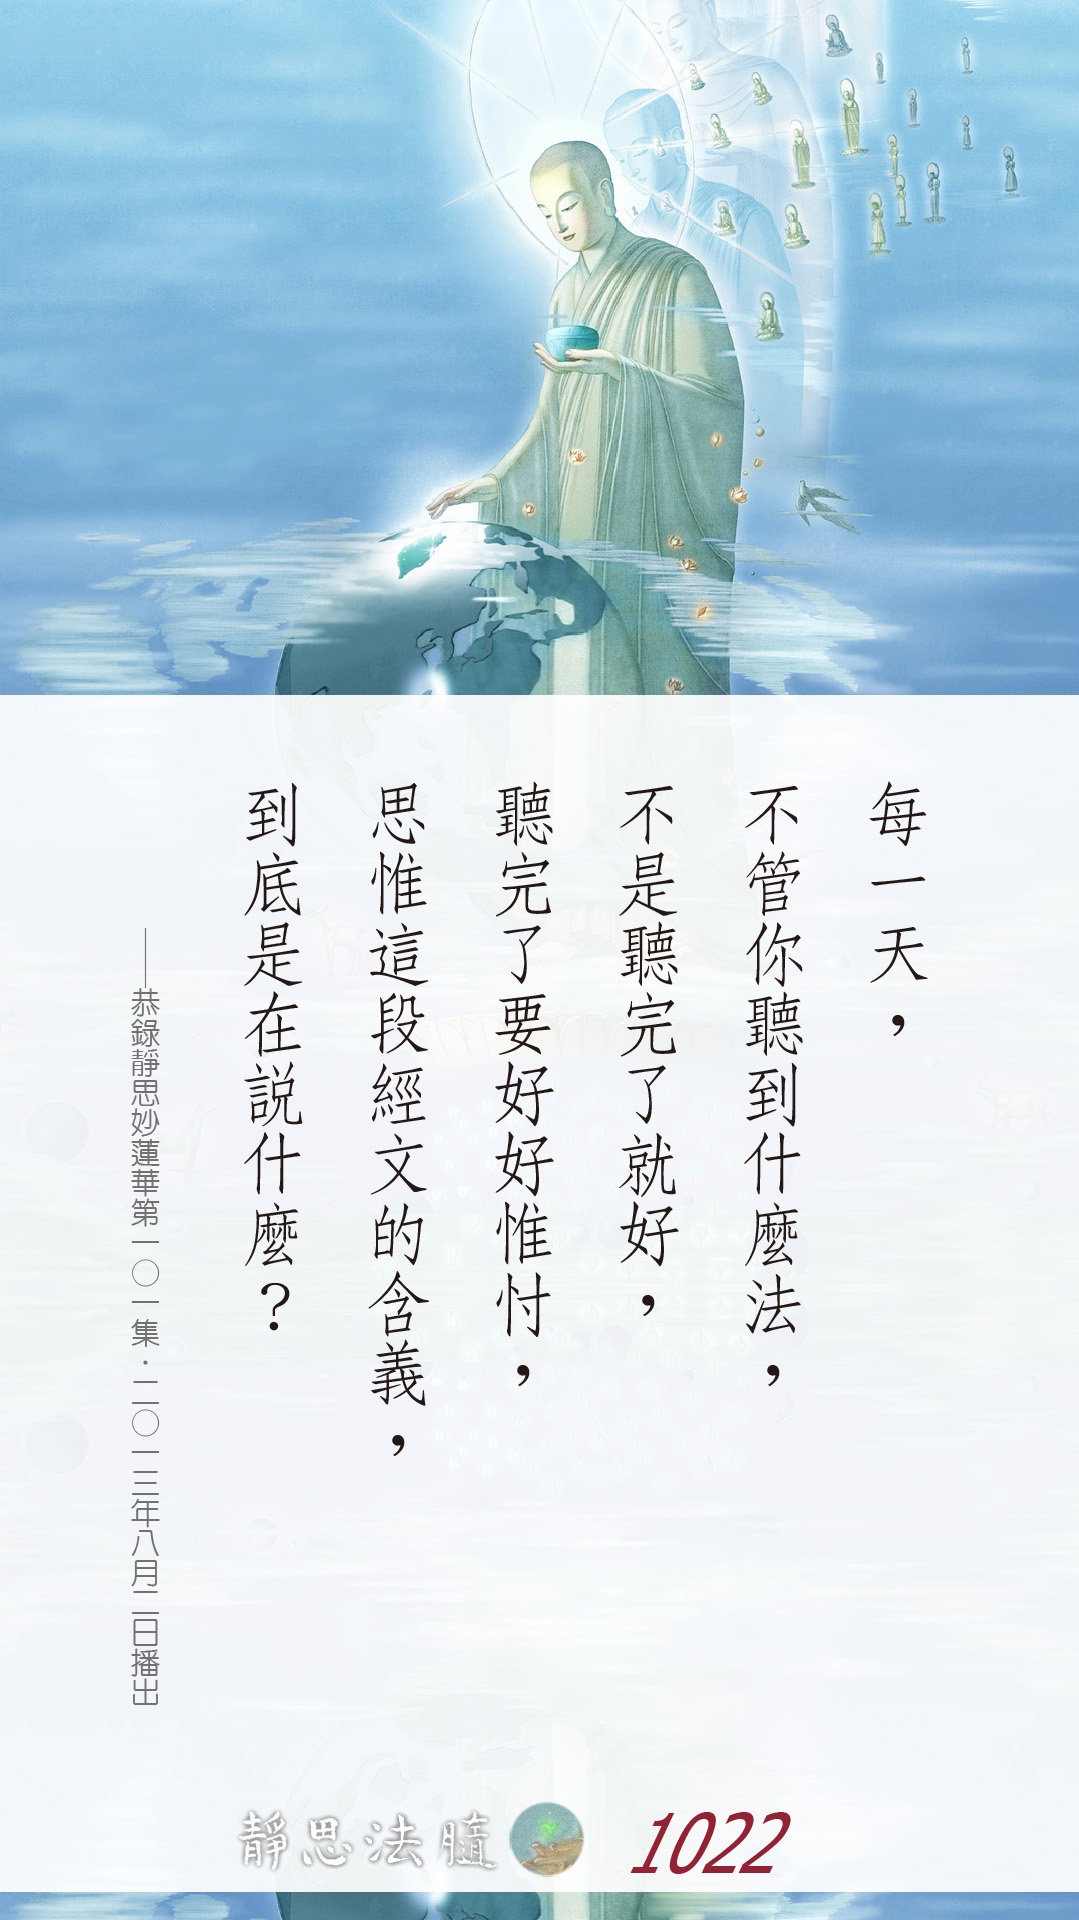 每一天，
不管你聽到什麼法，
不是聽完了就好，
聽完了要好好惟忖，
思惟這段經文的含義，
到底是在説什麼？
——恭錄靜思妙蓮華第一〇一集·二〇一三年八月二日播出
靜思法髓 1022